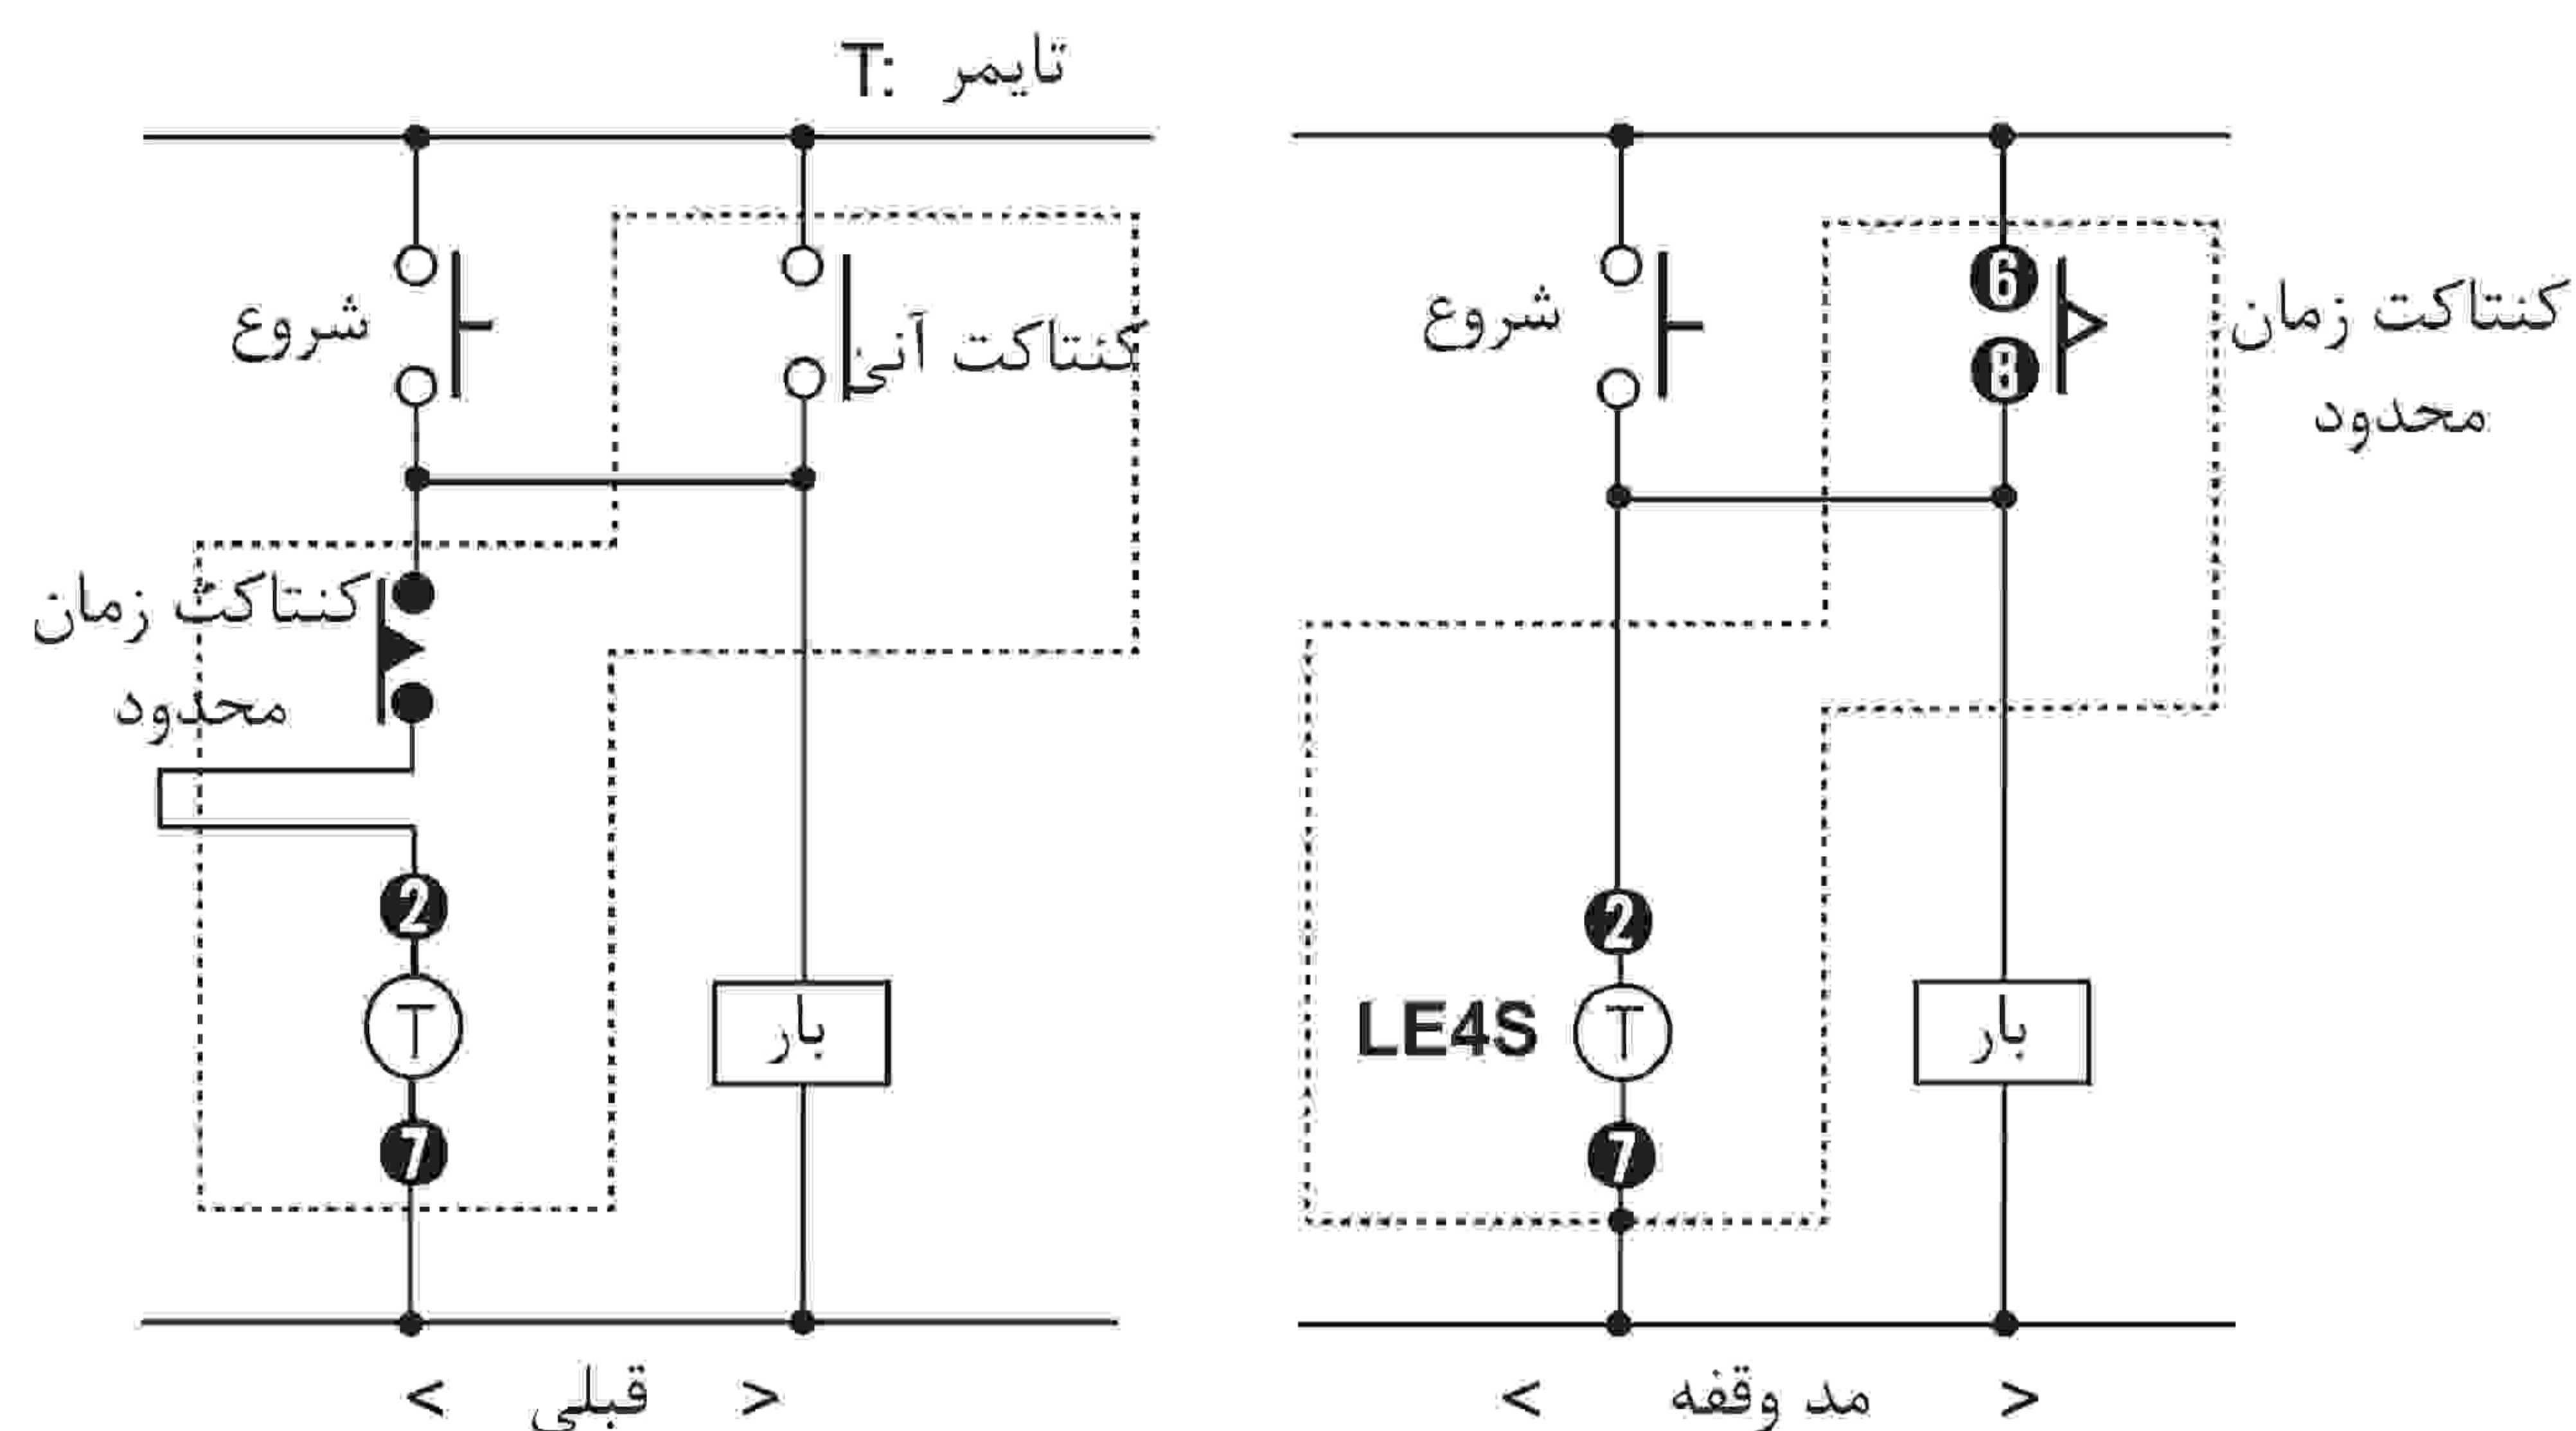 T: تایمر
شروع
کنتاکت آنی
کنتاکت زمان
محدود
2
T
7
بار
< قبلی >
شروع
6
8
کنتاکت زمان
محدود
2
LE4S
T
7
بار
< مد وقفه >